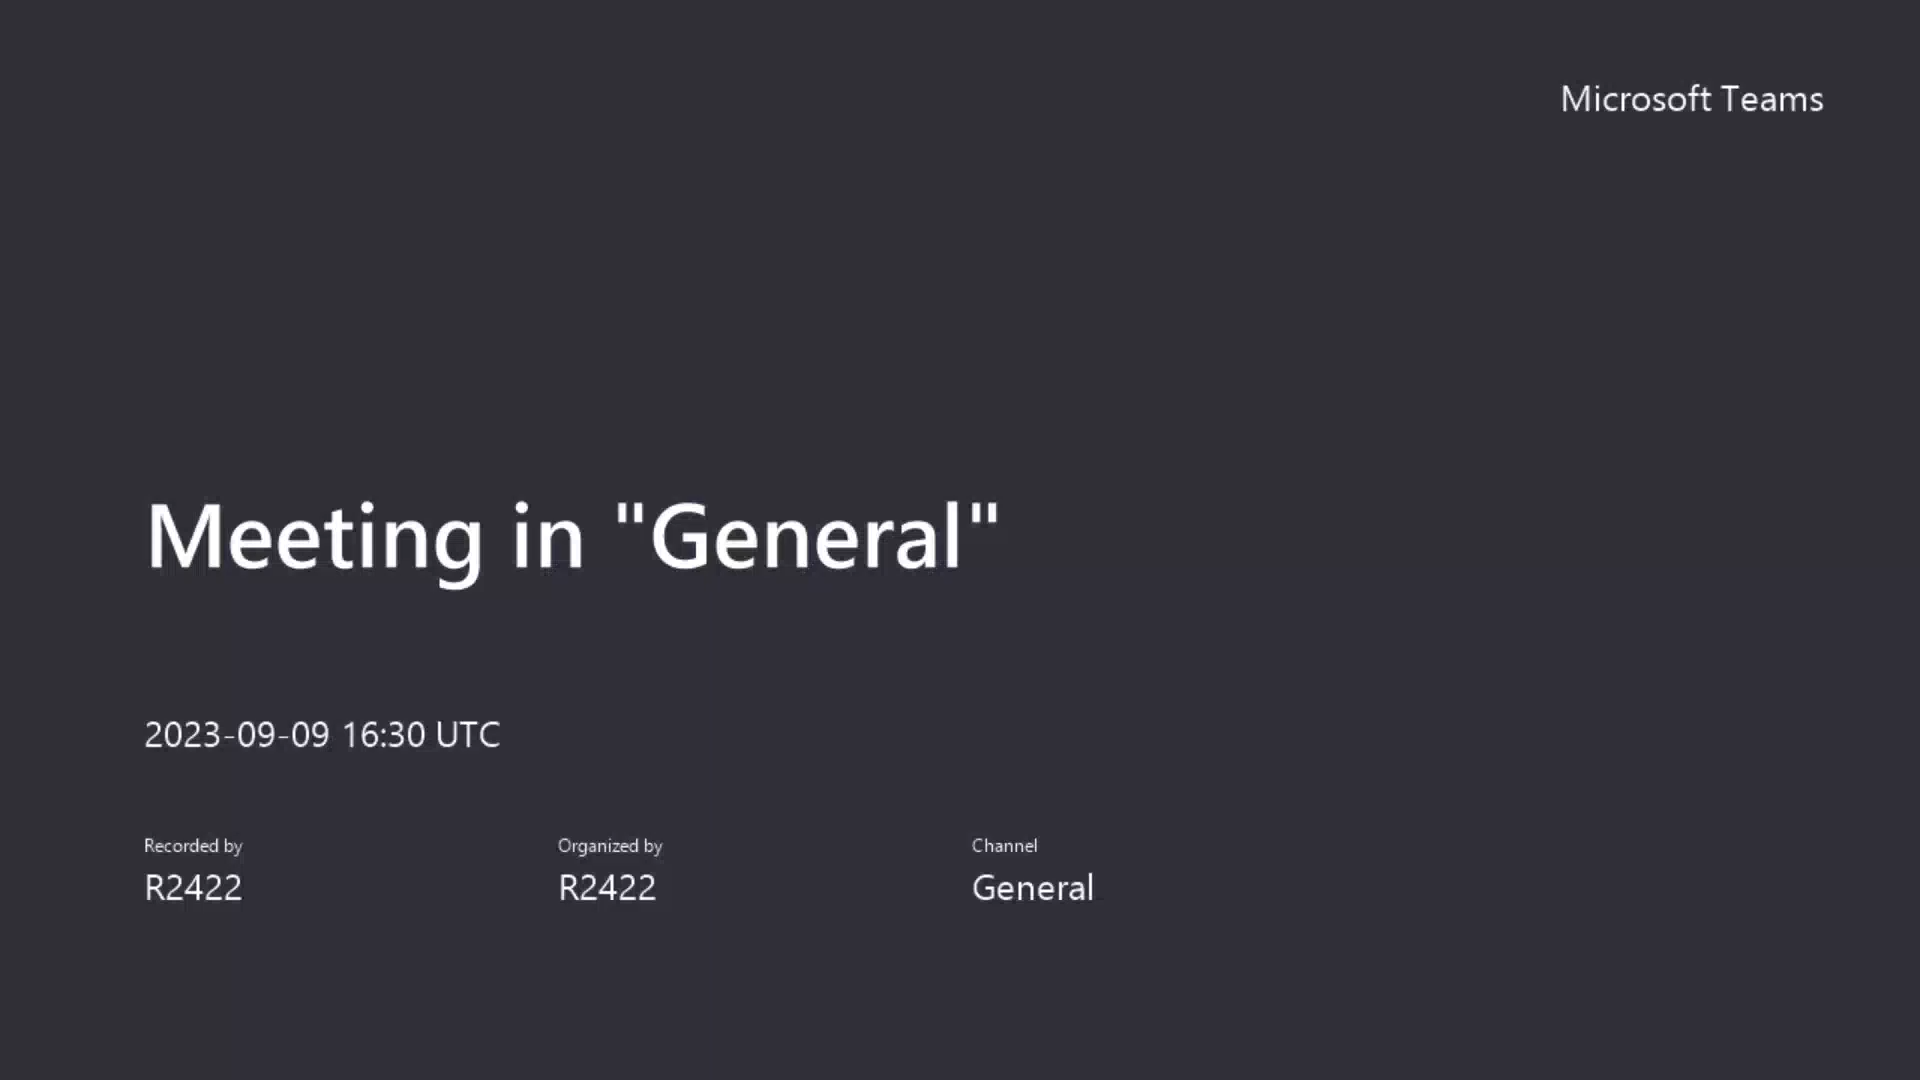 Microsoft Teams
Meeting in "General"
2023-09-09 16:30 UTC
Recorded by
R2422
Organized by
R2422
Channel
General